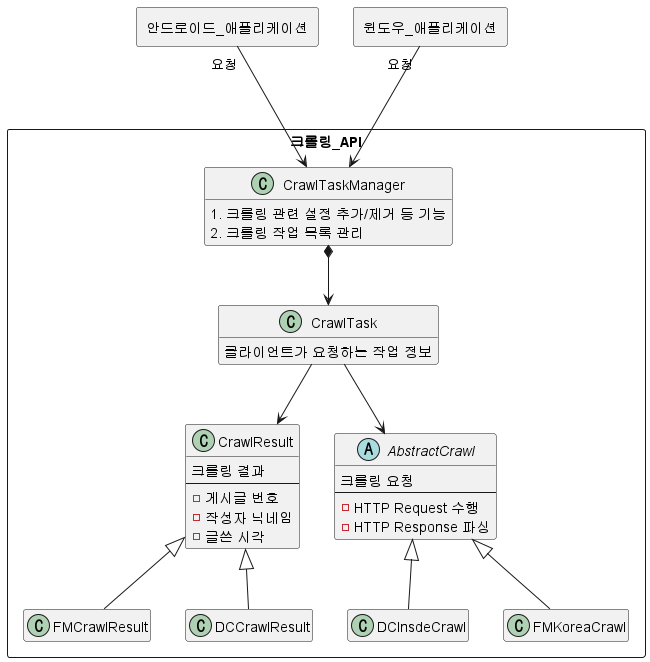 안드로이드_애플리케이션
윈도우_애플리케이션
요청
요청
크롤링_API
C CrawlTaskManager
1. 크롤링 관련 설정 추가/제거 등 기능
2. 크롤링 작업 목록 관리
C CrawlTask
클라이언트가 요청하는 작업 정보
C CrawlResult
크롤링 결과
게시글 번호
작성자 닉네임
글쓴 시각
A AbstractCrawl
크롤링 요청
HTTP Request 수행
HTTP Response 파싱
C FMCrawlResult
C DCCrawlResult
C DCInsdeCrawl
C FMKoreaCrawl